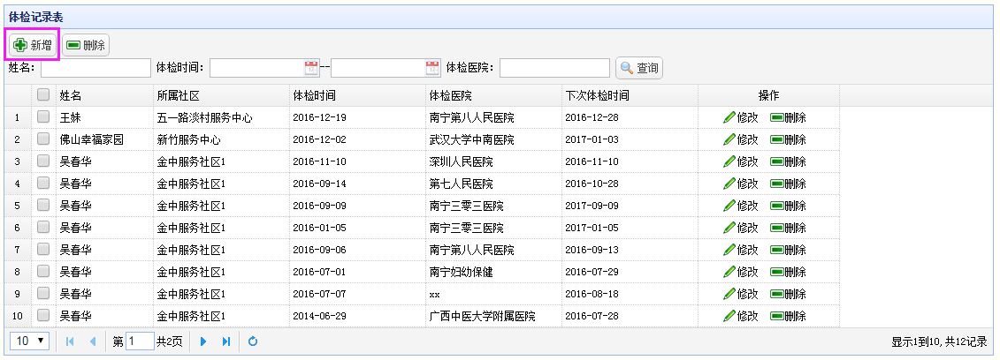 体检记录表
新增 删除
姓名: 体检时间: -- 体检医院: 查询
姓名 所属社区 体检时间 体检医院 下次体检时间 操作
1 王妹 五一路淡村服务中心 2016-12-19 南宁第八人民医院 2016-12-28 修改 删除
2 佛山幸福家园 新竹服务中心 2016-12-02 武汉大学中南医院 2017-01-03 修改 删除
3 吴春华 金中服务社区1 2016-11-10 深圳人民医院 2016-11-10 修改 删除
4 吴春华 金中服务社区1 2016-09-14 第七人民医院 2016-10-28 修改 删除
5 吴春华 金中服务社区1 2016-09-09 南宁三零三医院 2017-09-09 修改 删除
6 吴春华 金中服务社区1 2016-01-05 南宁三零三医院 2017-01-05 修改 删除
7 吴春华 金中服务社区1 2016-09-06 南宁第八人民医院 2016-09-13 修改 删除
8 吴春华 金中服务社区1 2016-07-01 南宁妇幼保健 2016-07-29 修改 删除
9 吴春华 金中服务社区1 2016-07-07 xx 2016-08-18 修改 删除
10 吴春华 金中服务社区1 2014-06-29 广西中医大学附属医院 2016-07-28 修改 删除
10 第 1 共2页 显示1到10,共12记录